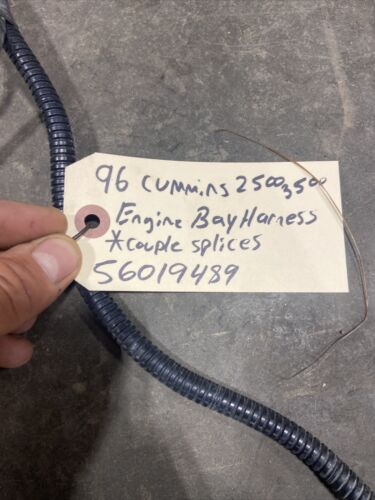 96 Cummins 2500 3500
Engine Bay Harness
*couple splices
56019489